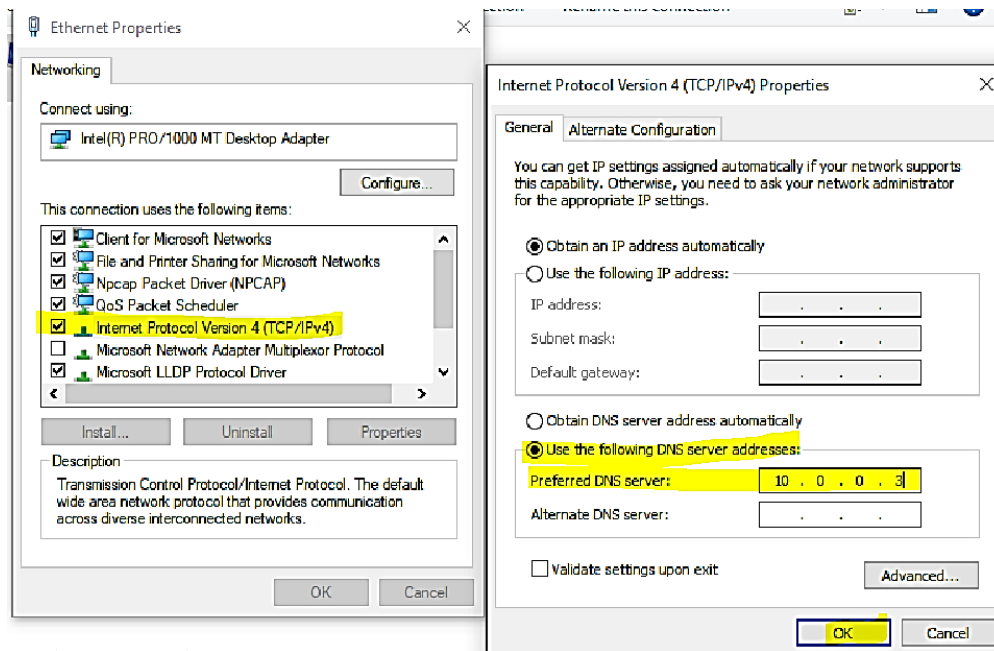 Ethernet Properties
Networking
Connect using:
Intel(R) PRO/1000 MT Desktop Adapter
Configure...
This connection uses the following items:
Client for Microsoft Networks
File and Printer Sharing for Microsoft Networks
Npcap Packet Driver (NPCAP)
QoS Packet Scheduler
Internet Protocol Version 4 (TCP/IPv4)
Microsoft Network Adapter Multiplexor Protocol
Microsoft LLDP Protocol Driver
Install...
Uninstall
Properties
Description
Transmission Control Protocol/Internet Protocol. The default
wide area network protocol that provides communication
across diverse interconnected networks.
OK
Cancel
Internet Protocol Version 4 (TCP/IPv4) Properties
General
Alternate Configuration
You can get IP settings assigned automatically if your network supports
this capability. Otherwise, you need to ask your network administrator
for the appropriate IP settings.
Obtain an IP address automatically
Use the following IP address:
IP address: . . .
Subnet mask: . . .
Default gateway: . . .
Obtain DNS server address automatically
Use the following DNS server addresses:
Preferred DNS server: 10 . 0 . 0 . 3
Alternate DNS server: . . .
Validate settings upon exit
Advanced...
OK
Cancel